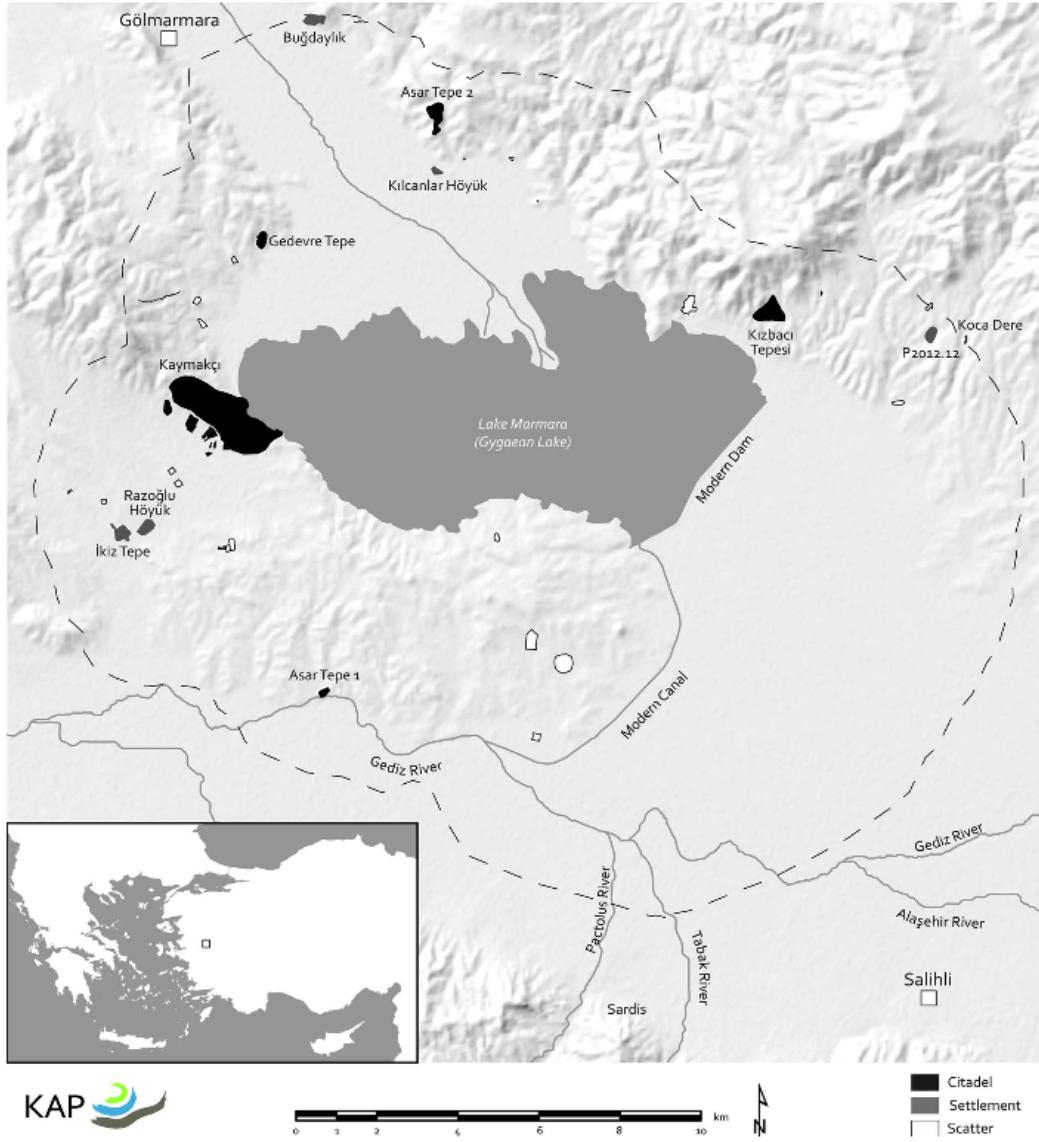 Gölmarmara
Buğdaylık
Asar Tepe 2
Kılcanlar Höyük
Gedevre Tepe
Kızbacı
Tepesi
Koca Dere
P2012.12
Kaymakçı
Lake Marmara
(Gygaean Lake)
Modern Dam
Razoğlu
Höyük
İkiz Tepe
Asar Tepe 1
Modern Canal
Gediz River
Gediz River
Pactolus River
Alaşehir River
Tabak River
Salihli
Sardis
KAP
km
0 1 2 4 6 8 10
N
Citadel
Settlement
Scatter